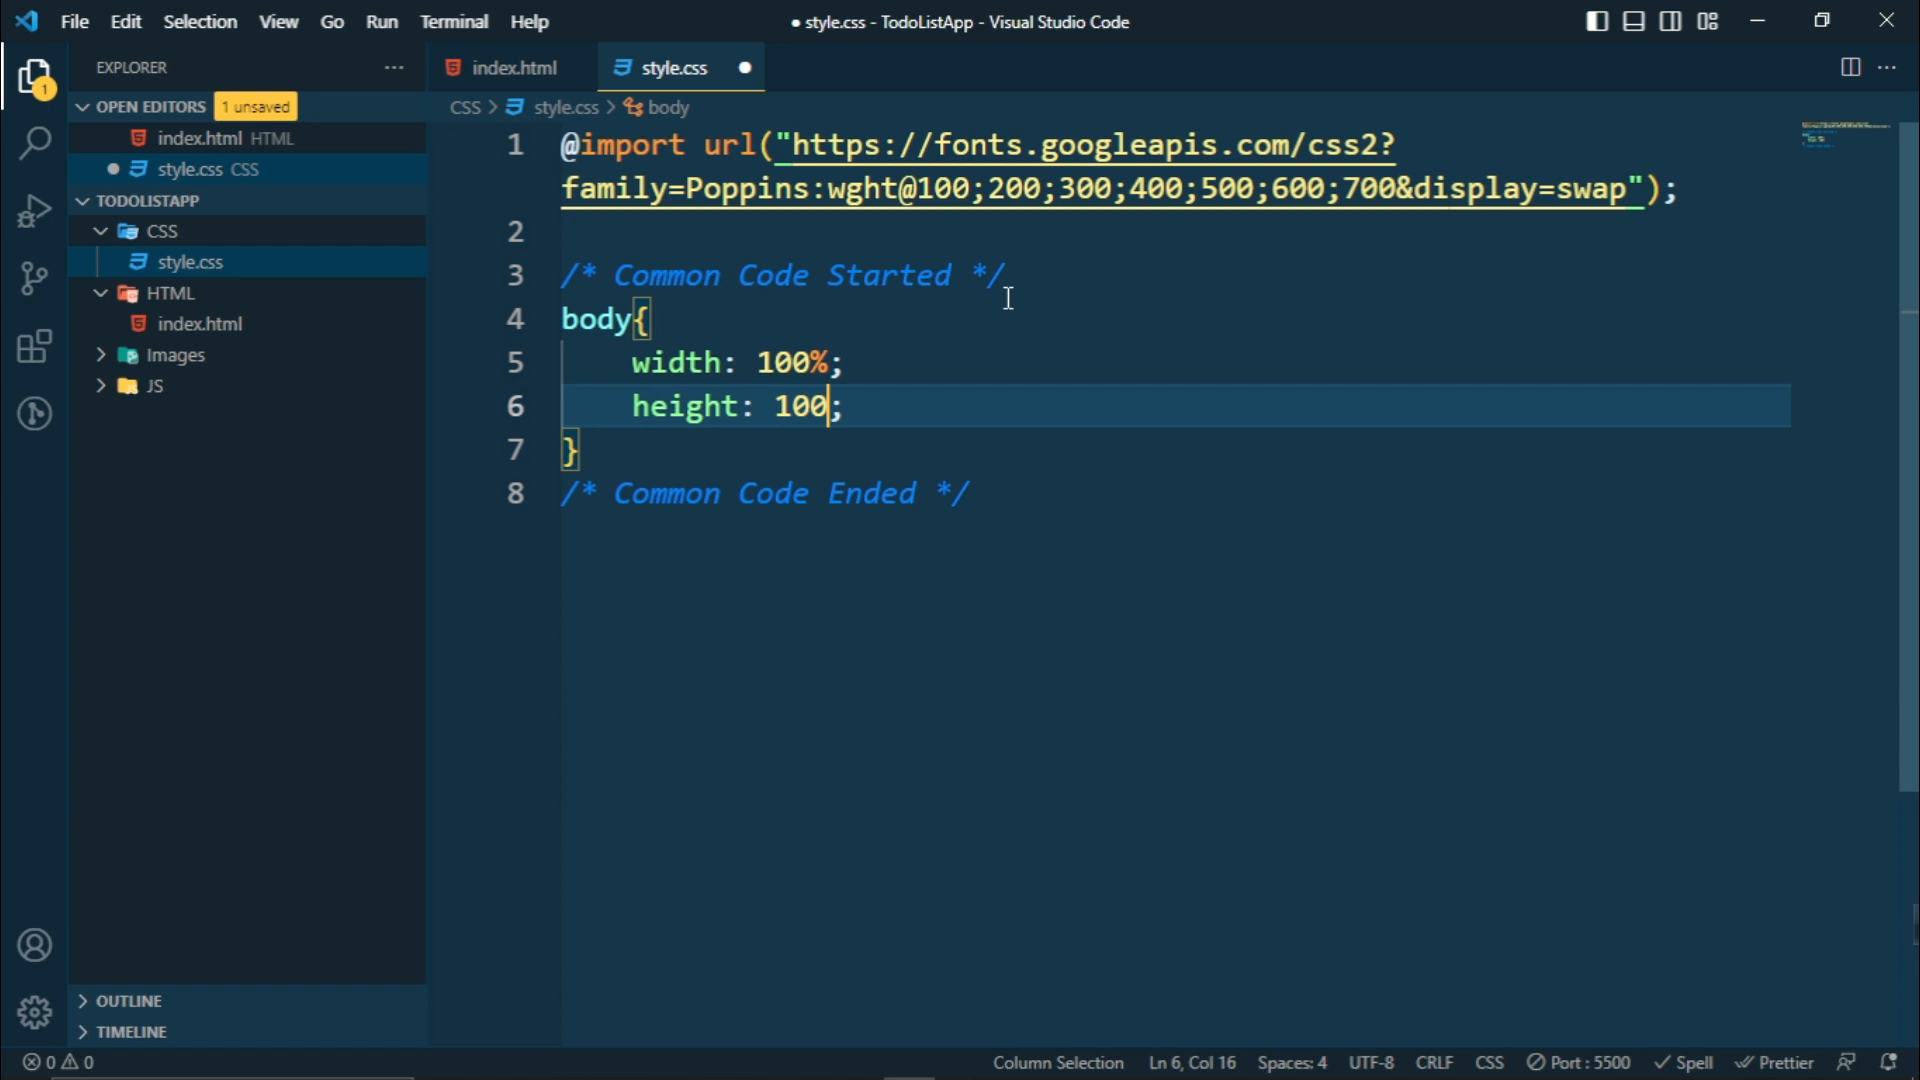 File Edit Selection View Go Run Terminal Help
● style.css - TodoListApp - Visual Studio Code
EXPLORER
OPEN EDITORS 1 unsaved
index.html HTML
style.css CSS
TODOLISTAPP
CSS
style.css
HTML
index.html
Images
JS
OUTLINE
TIMELINE
1
index.html style.css
CSS > style.css > body
1 @import url("https://fonts.googleapis.com/css2?
family=Poppins:wght@100;200;300;400;500;600;700&display=swap");
2
3 /* Common Code Started */
4 body{
5 width: 100%;
6 height: 100;
7 }
8 /* Common Code Ended */
0 0 Column Selection Ln 6, Col 16 Spaces: 4 UTF-8 CRLF CSS Port : 5500 Spell Prettier